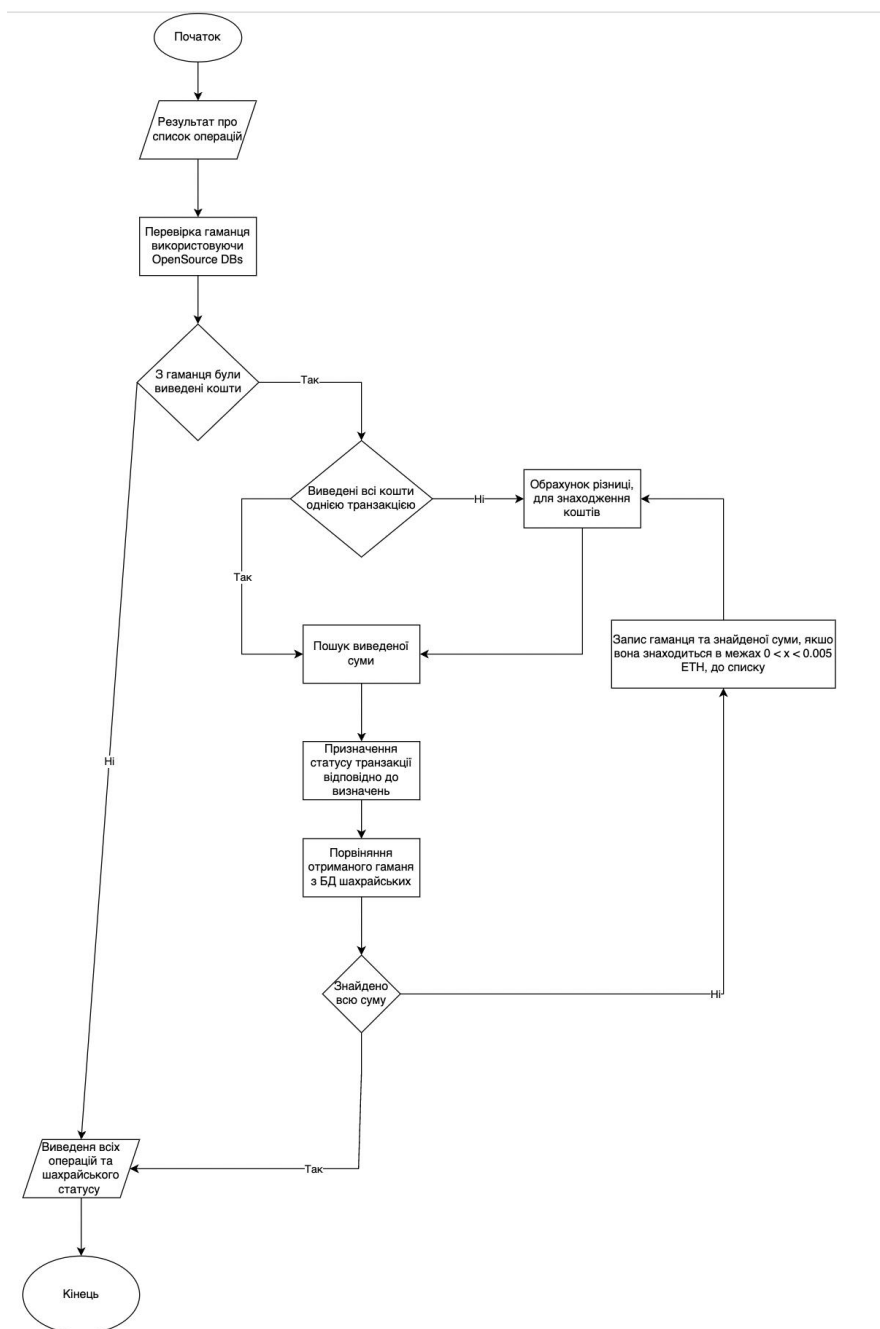 Початок
Результат про
список операцій
Перевірка гаманця
використовуючи
OpenSource DBs
З гаманця були
виведені кошти
Так
Виведені всі кошти
однією транзакцією
Ні
Обрахунок різниці,
для знаходження
коштів
Так
Пошук виведеної
суми
Запис гаманця та знайденої суми, якшо
вона знаходиться в межах 0 < x < 0.005
ETH, до списку
Призначення
статусу транзакції
відповідно до
визначень
Ні
Порвіняння
отриманого гаманя
з БД шахрайських
Знайдено
всю суму
Ні
Виведеня всіх
операцій та
шахрайського
статусу
Так
Кінець